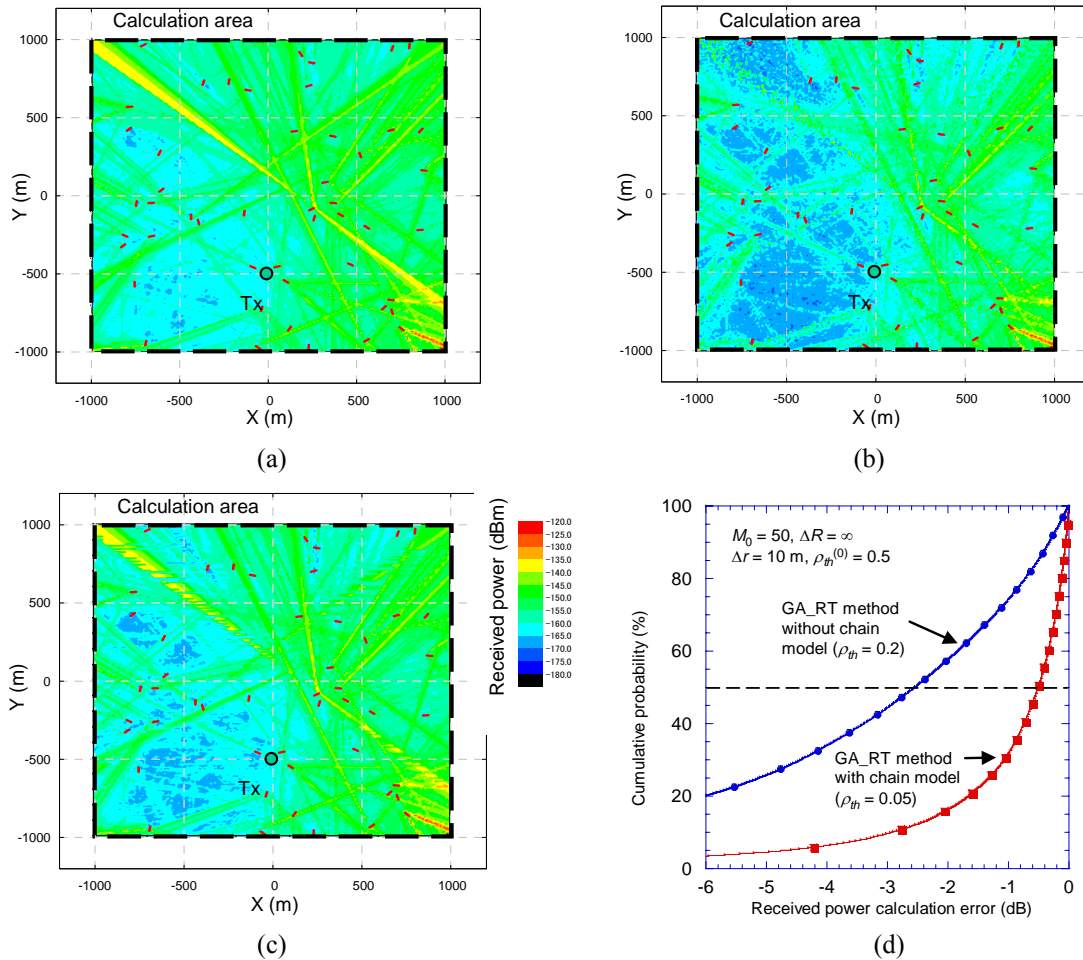 Calculation area
1000
500
0
-500
-1000
Y (m)
Tx
-1000
-500
0
500
1000
X (m)
(a)
Calculation area
1000
500
0
-500
-1000
Y (m)
Tx
-1000
-500
0
500
1000
X (m)
(b)
Calculation area
1000
500
0
-500
-1000
Y (m)
Tx
-1000
-500
0
500
1000
X (m)
(c)
Received power (dBm)
-120.0
-125.0
-130.0
-135.0
-140.0
-145.0
-150.0
-155.0
-160.0
-165.0
-170.0
-175.0
-180.0
100
80
60
40
20
0
Cumulative probability (%)
M0 = 50, ΔR = ∞
Δr = 10 m, ρth(0) = 0.5
GA_RT method
without chain
model (ρth = 0.2)
GA_RT method
with chain model
(ρth = 0.05)
-6
-5
-4
-3
-2
-1
0
Received power calculation error (dB)
(d)